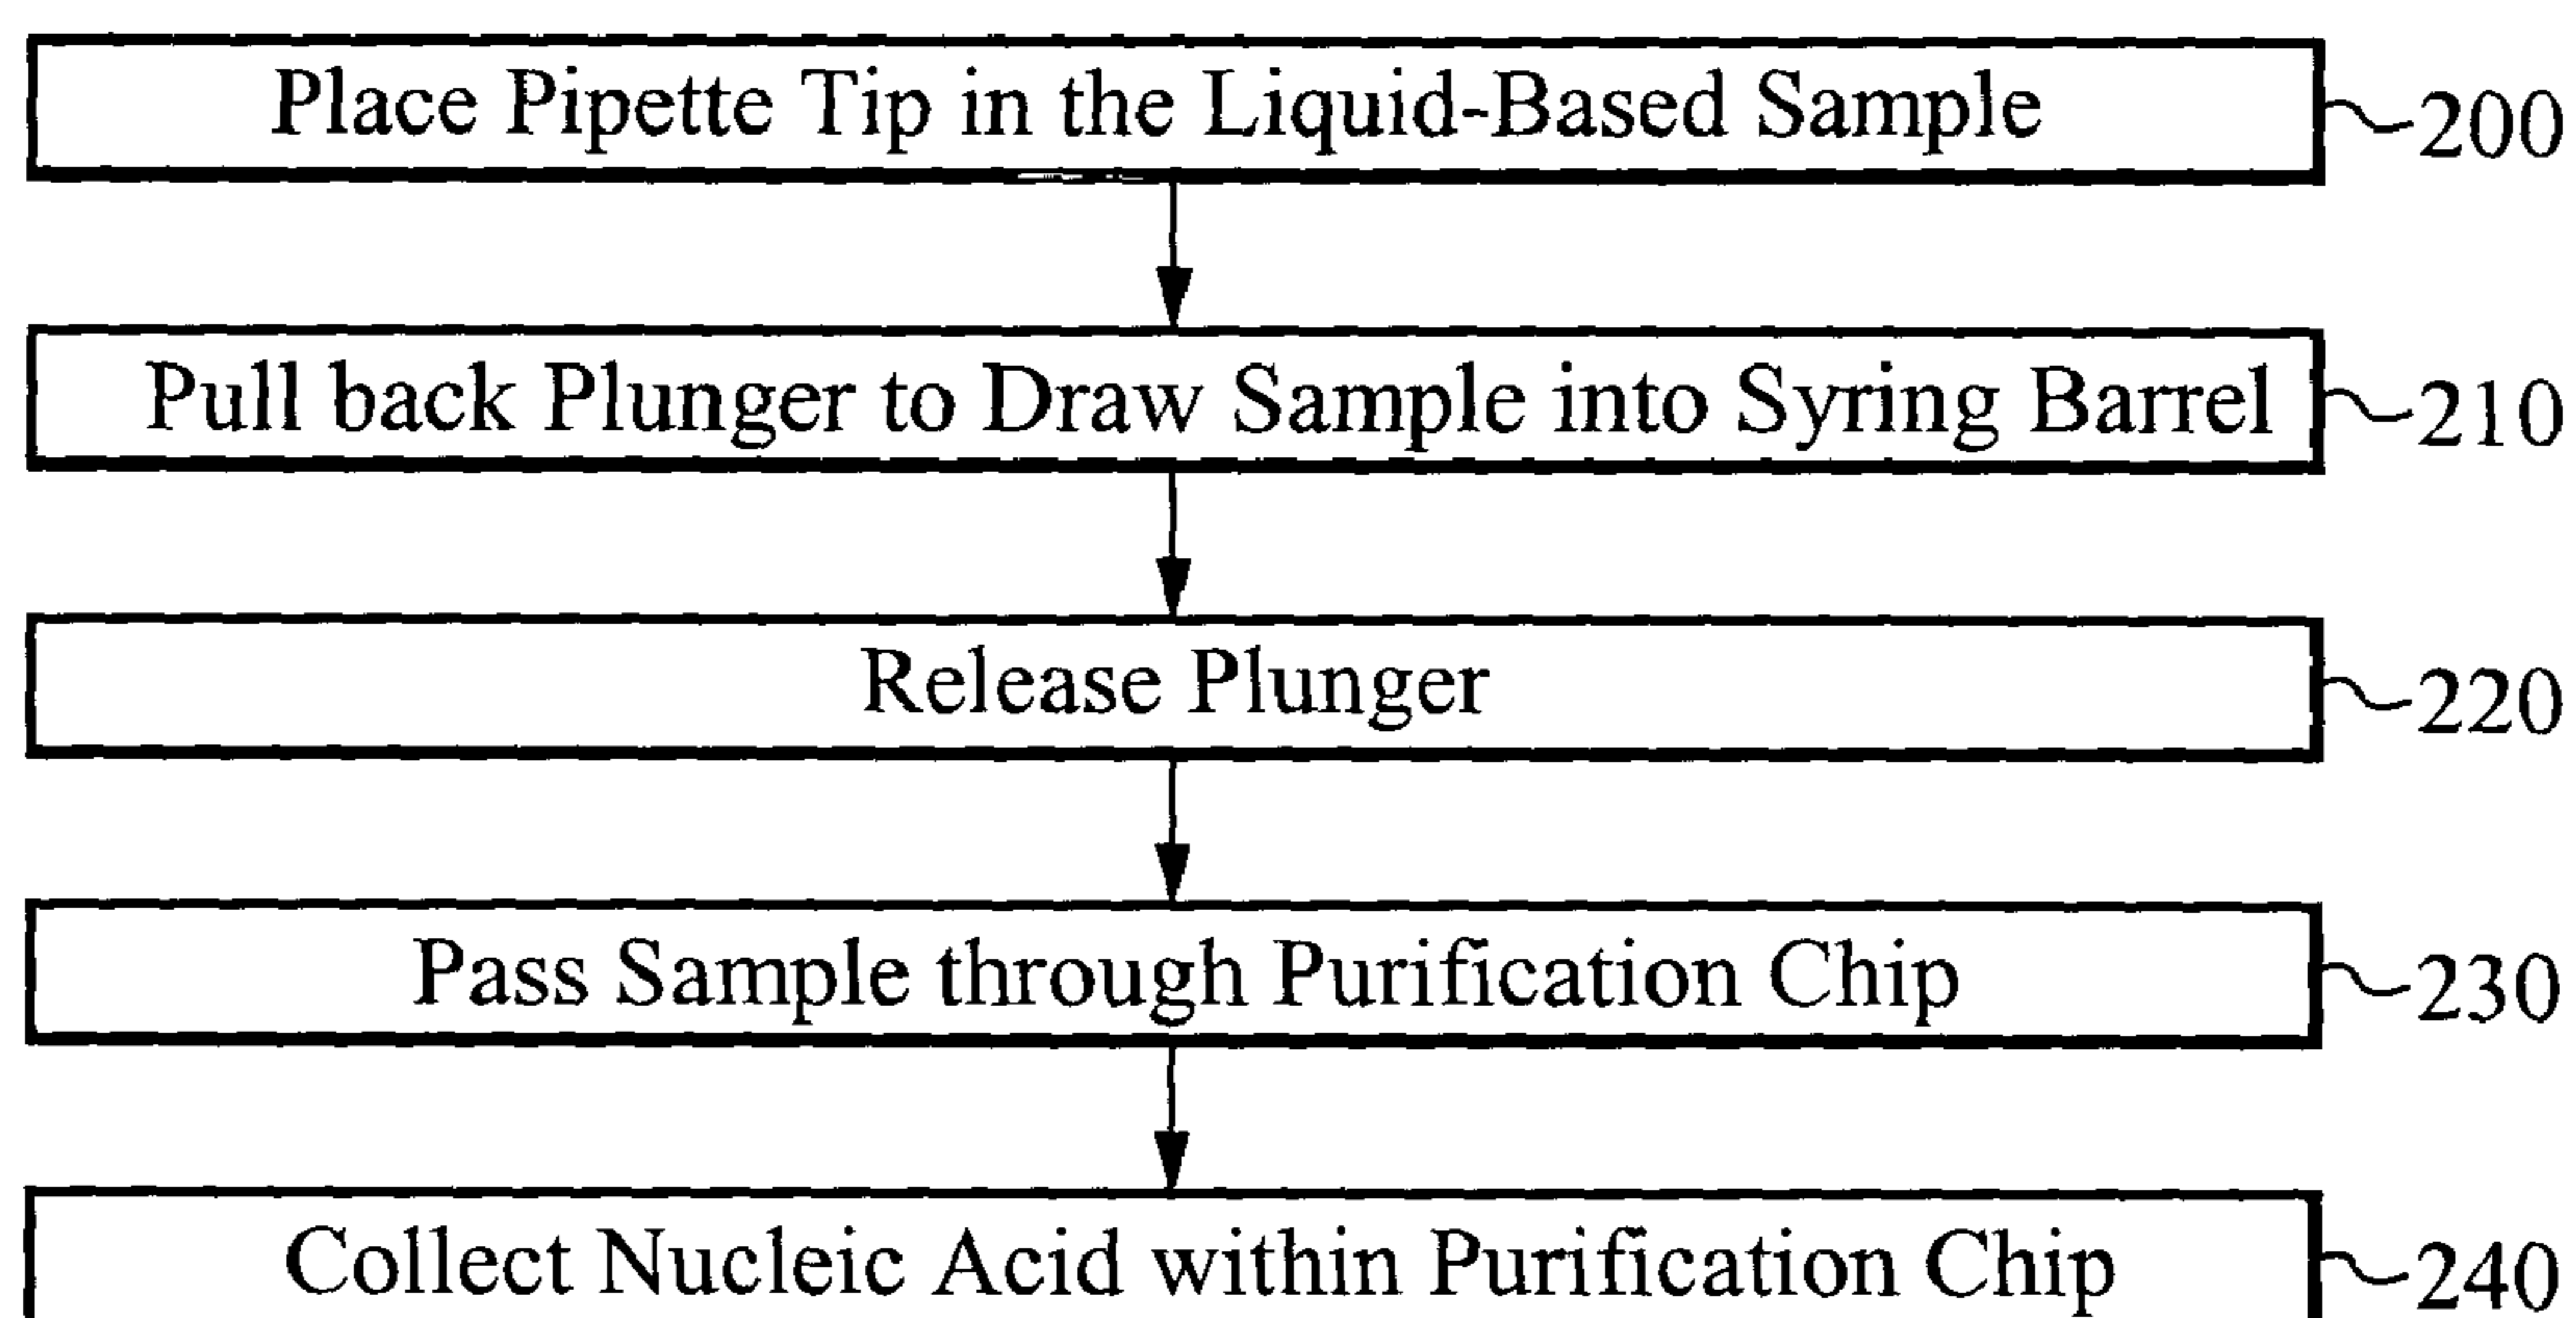 Place Pipette Tip in the Liquid-Based Sample 200
Pull back Plunger to Draw Sample into Syring Barrel 210
Release Plunger 220
Pass Sample through Purification Chip 230
Collect Nucleic Acid within Purification Chip 240